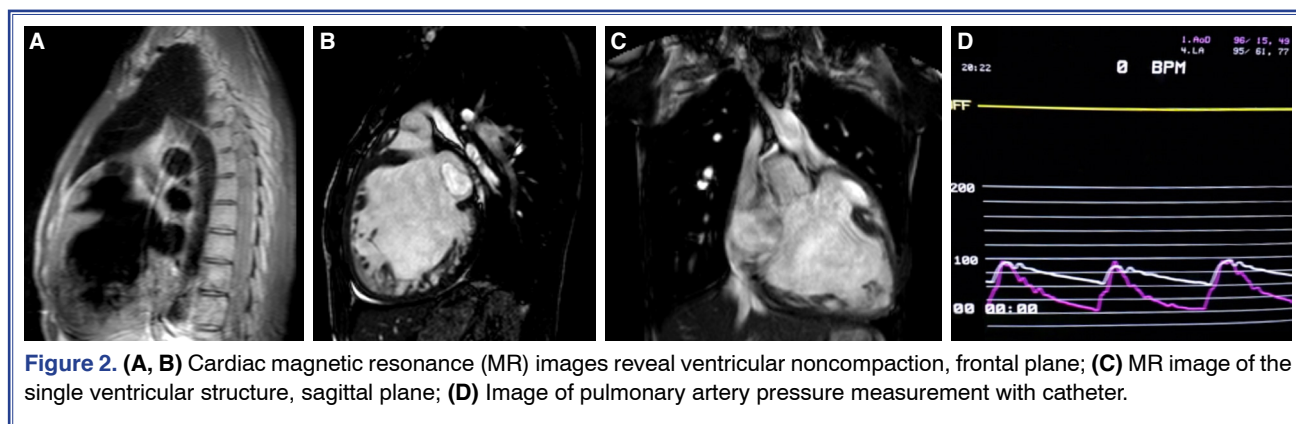 A
B
C
D
1.AoD 96/ 15, 49
4.LA 95/ 61, 77
20:22
0 BPM
FF
200
100
00 00:00
Figure 2. (A, B) Cardiac magnetic resonance (MR) images reveal ventricular noncompaction, frontal plane; (C) MR image of the
single ventricular structure, sagittal plane; (D) Image of pulmonary artery pressure measurement with catheter.